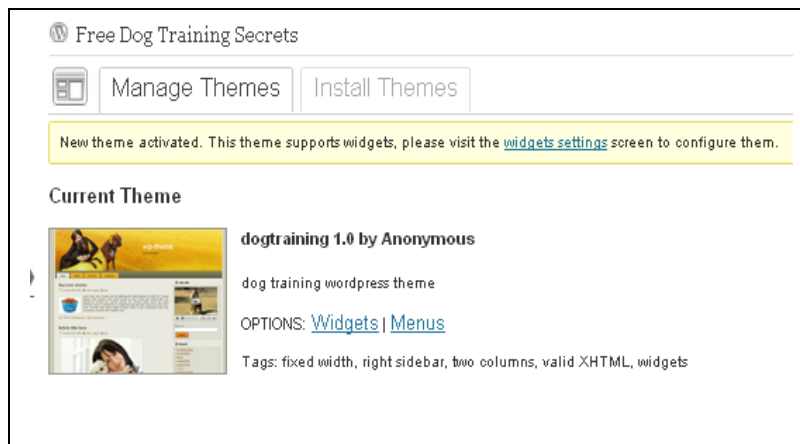 Free Dog Training Secrets
Manage Themes
Install Themes
New theme activated. This theme supports widgets, please visit the widgets settings screen to configure them.
Current Theme
dogtraining 1.0 by Anonymous
dog training wordpress theme
OPTIONS: Widgets | Menus
Tags: fixed width, right sidebar, two columns, valid XHTML, widgets
wp-theme